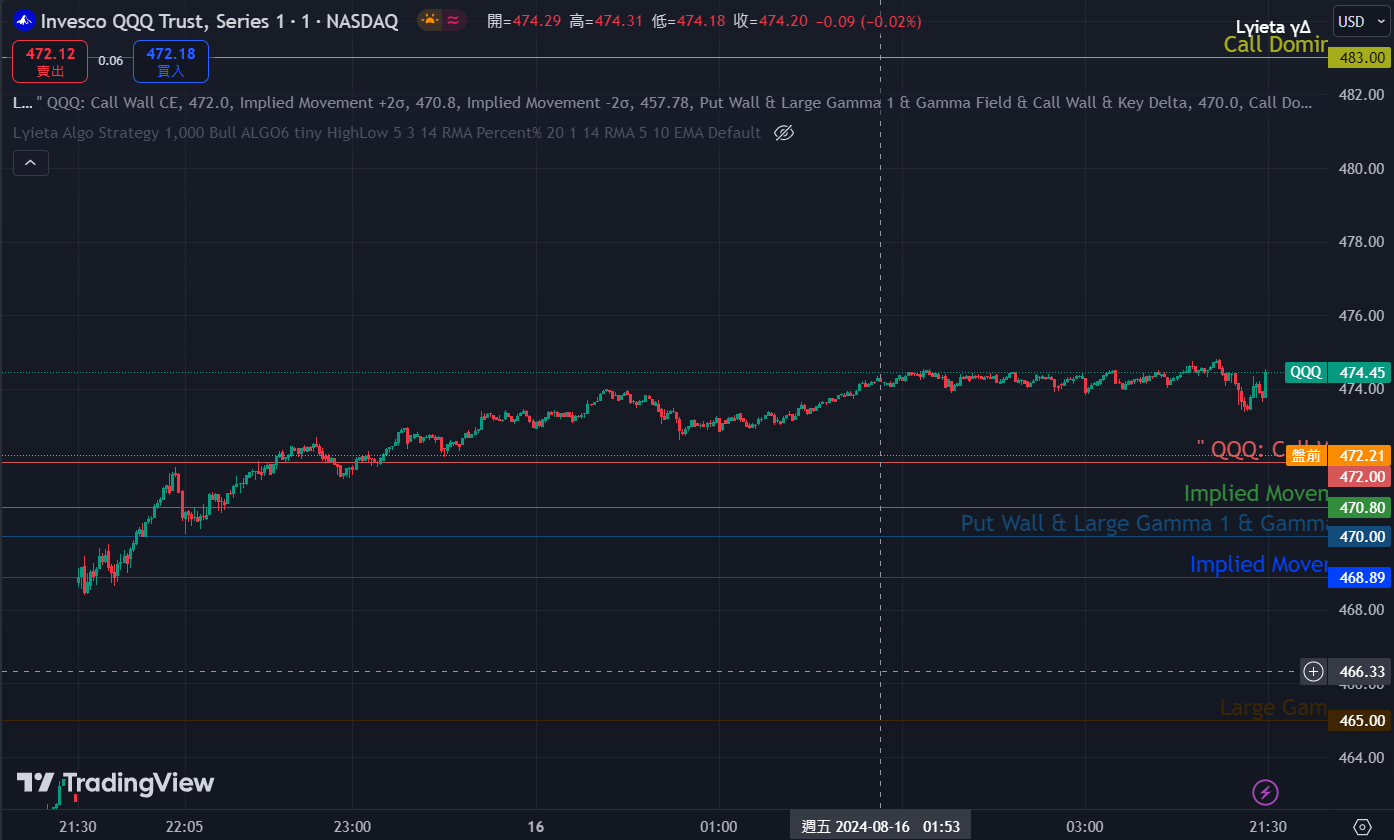 Invesco QQQ Trust, Series 1 · 1 · NASDAQ 開=474.29 高=474.31 低=474.18 收=474.20 −0.09 (−0.02%)
USD
Lyieta γΔ
Call Domin
483.00
472.12
賣出
0.06
472.18
買入
482.00
L... " QQQ: Call Wall CE, 472.0, Implied Movement +2σ, 470.8, Implied Movement -2σ, 457.78, Put Wall & Large Gamma 1 & Gamma Field & Call Wall & Key Delta, 470.0, Call Do...
Lyieta Algo Strategy 1,000 Bull ALGO6 tiny HighLow 5 3 14 RMA Percent% 20 1 14 RMA 5 10 EMA Default
480.00
478.00
476.00
QQQ 474.45
474.00
" QQQ: C
盤前 472.21
472.00
Implied Movem
470.80
Put Wall & Large Gamma 1 & Gamma
470.00
Implied Movem
468.89
468.00
466.33
466.00
Large Gam
465.00
464.00
TradingView
21:30 22:05 23:00 16 01:00 週五 2024-08-16 01:53 03:00 21:30